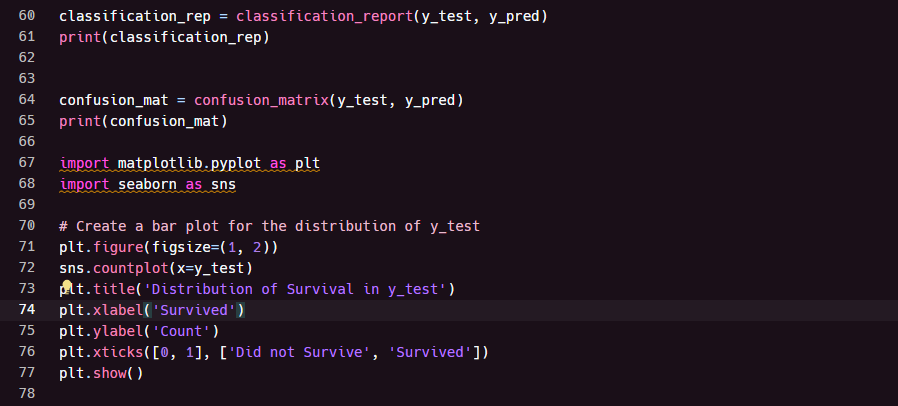 60 classification_rep = classification_report(y_test, y_pred)
61 print(classification_rep)
62
63
64 confusion_mat = confusion_matrix(y_test, y_pred)
65 print(confusion_mat)
66
67 import matplotlib.pyplot as plt
68 import seaborn as sns
69
70 # Create a bar plot for the distribution of y_test
71 plt.figure(figsize=(1, 2))
72 sns.countplot(x=y_test)
73 plt.title('Distribution of Survival in y_test')
74 plt.xlabel('Survived')
75 plt.ylabel('Count')
76 plt.xticks([0, 1], ['Did not Survive', 'Survived'])
77 plt.show()
78